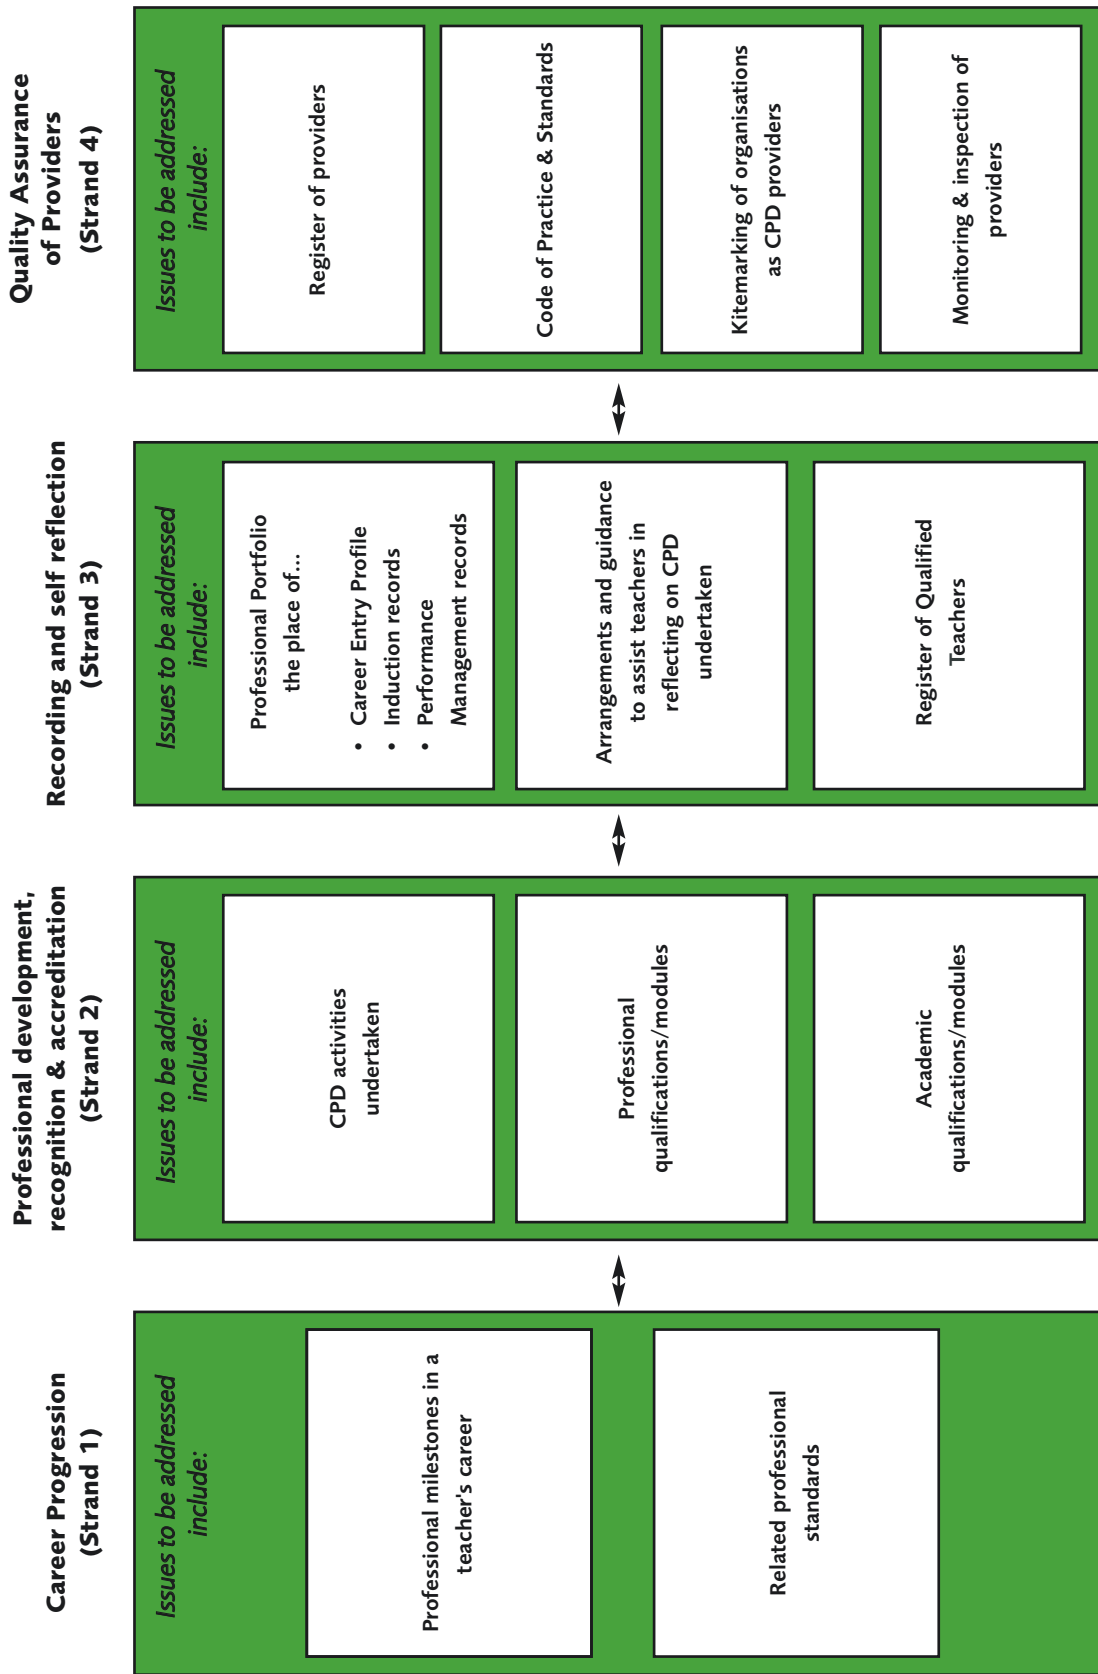 Career Progression
(Strand 1)
Issues to be addressed
include:
Professional milestones in a
teacher's career
Related professional
standards
Professional development,
recognition & accreditation
(Strand 2)
Issues to be addressed
include:
CPD activities
undertaken
Professional
qualifications/modules
Academic
qualifications/modules
Recording and self reflection
(Strand 3)
Issues to be addressed
include:
Professional Portfolio
the place of...
• Career Entry Profile
• Induction records
• Performance
Management records
Arrangements and guidance
to assist teachers in
reflecting on CPD
undertaken
Register of Qualified
Teachers
Quality Assurance
of Providers
(Strand 4)
Issues to be addressed
include:
Register of providers
Code of Practice & Standards
Kitemarking of organisations
as CPD providers
Monitoring & inspection of
providers